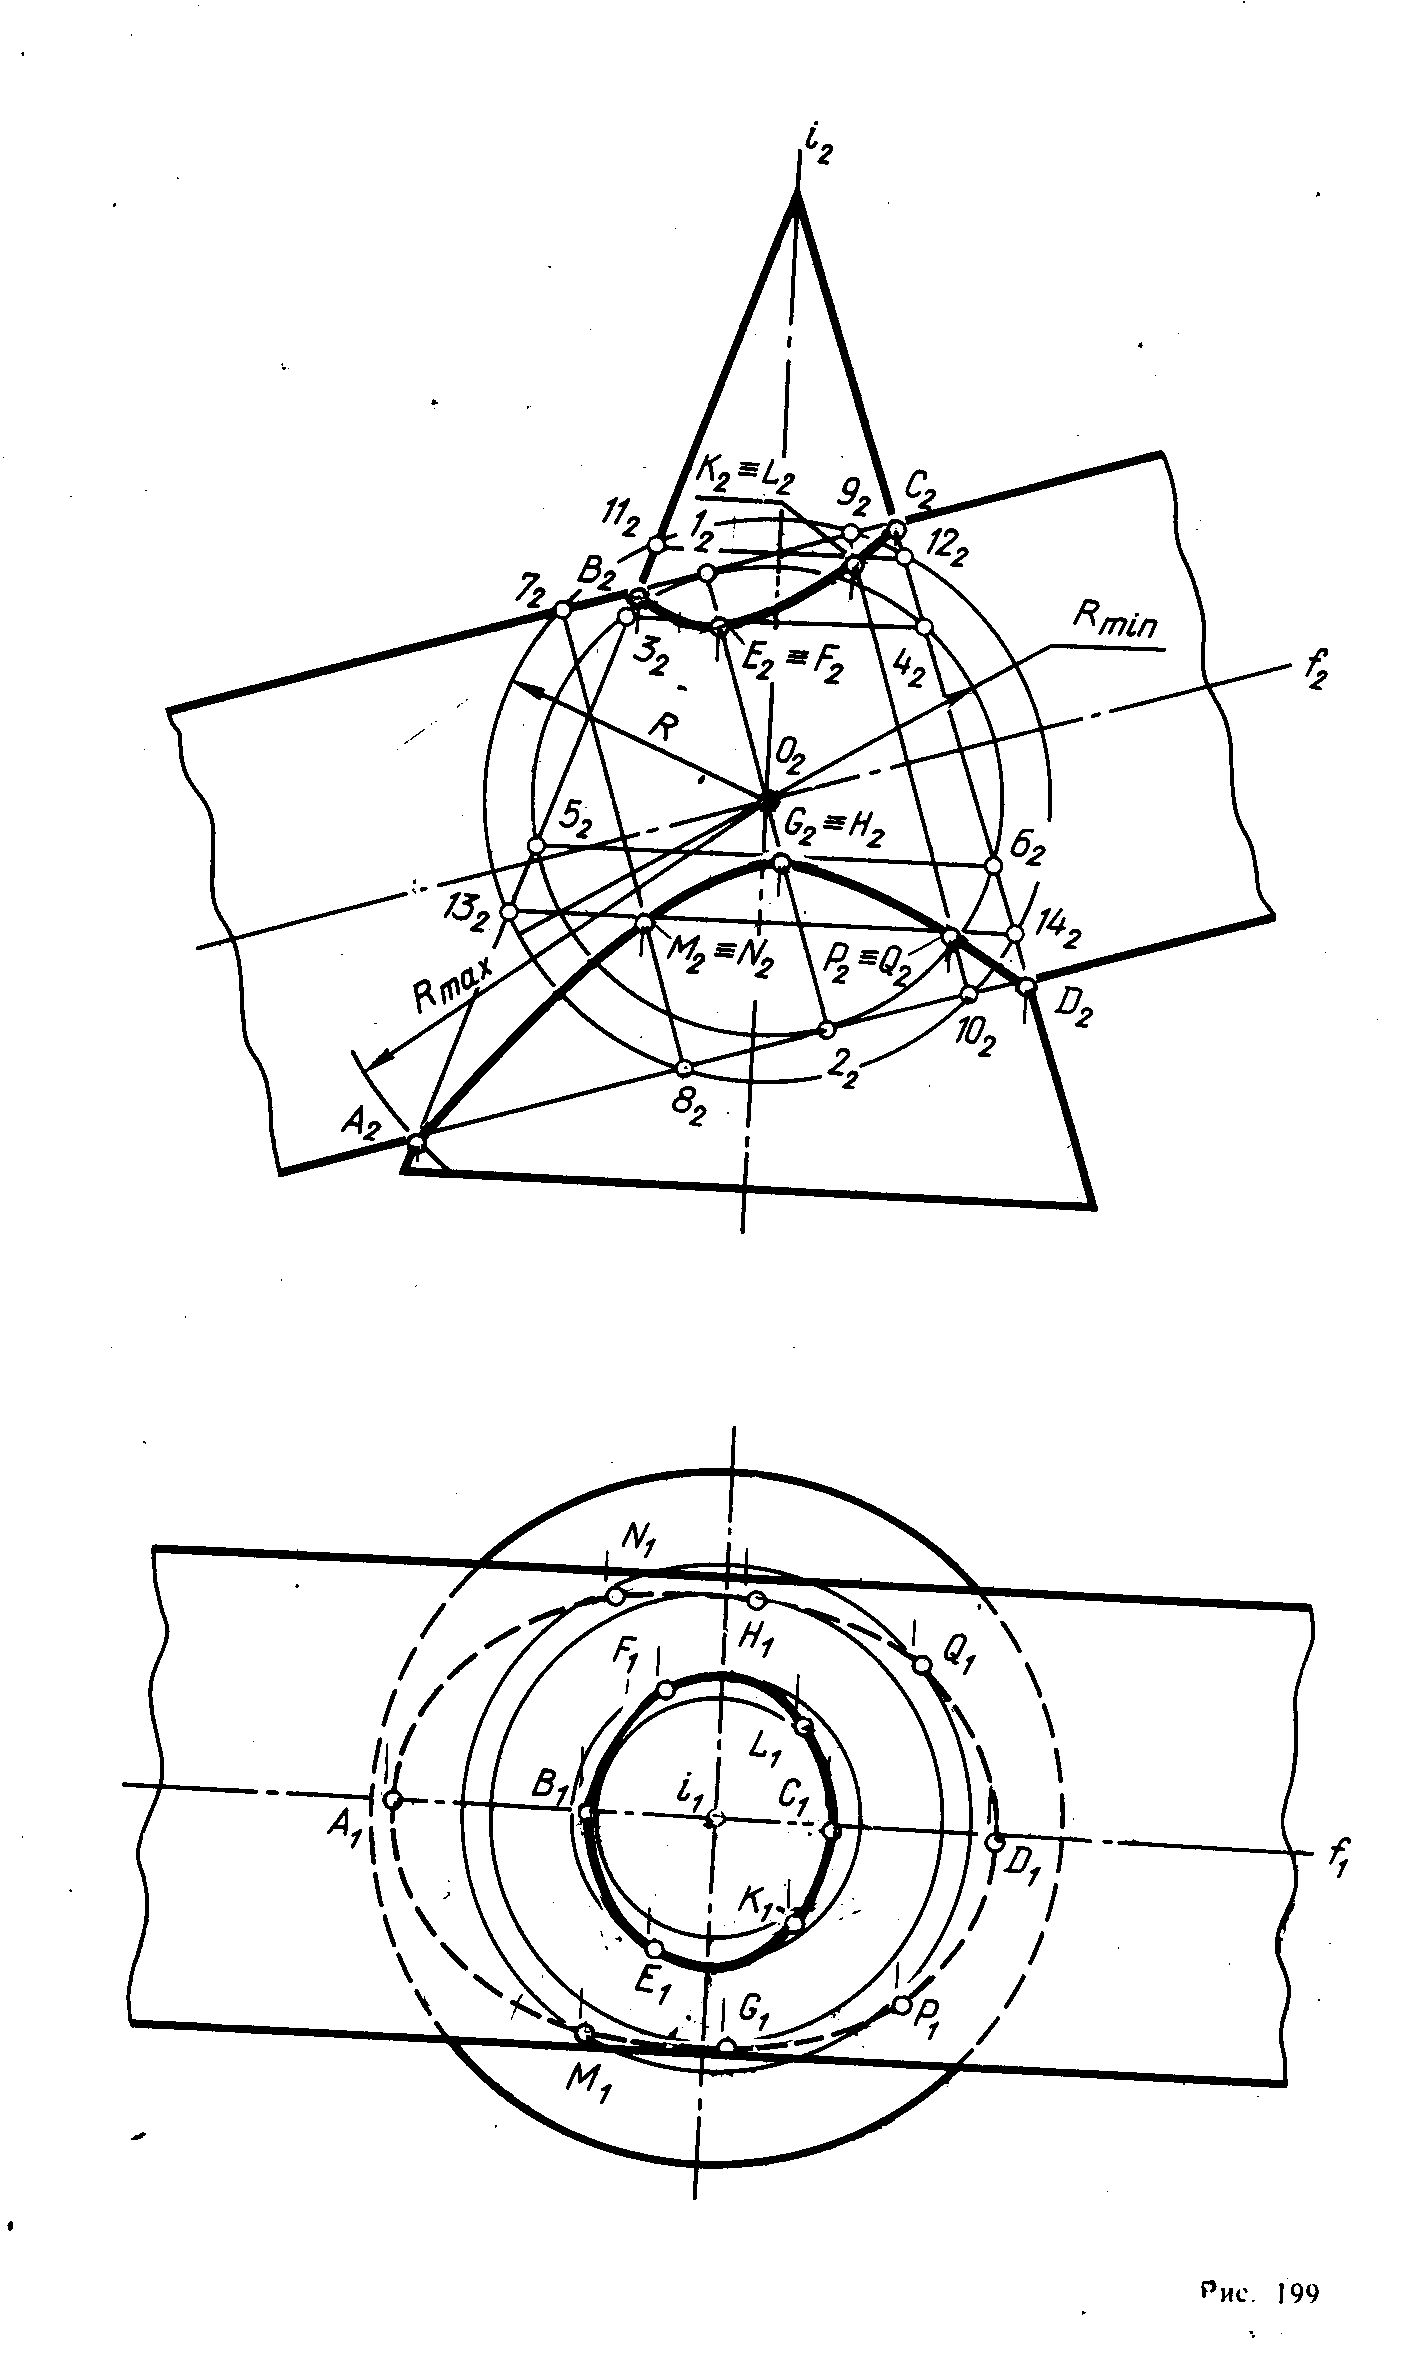 i₂
K₂≡L₂
9₂
C₂
11₂
1₂
12₂
B₂
7₂
3₂
E₂≡F₂
4₂
Rmin
f₂
R
O₂
5₂
G₂≡H₂
6₂
13₂
14₂
M₂≡N₂
P₂≡Q₂
Rmax
D₂
10₂
2₂
8₂
A₂
N₁
F₁
H₁
Q₁
L₁
B₁
i₁
C₁
A₁
D₁
f₁
K₁
E₁
G₁
P₁
M₁
Рис. 199